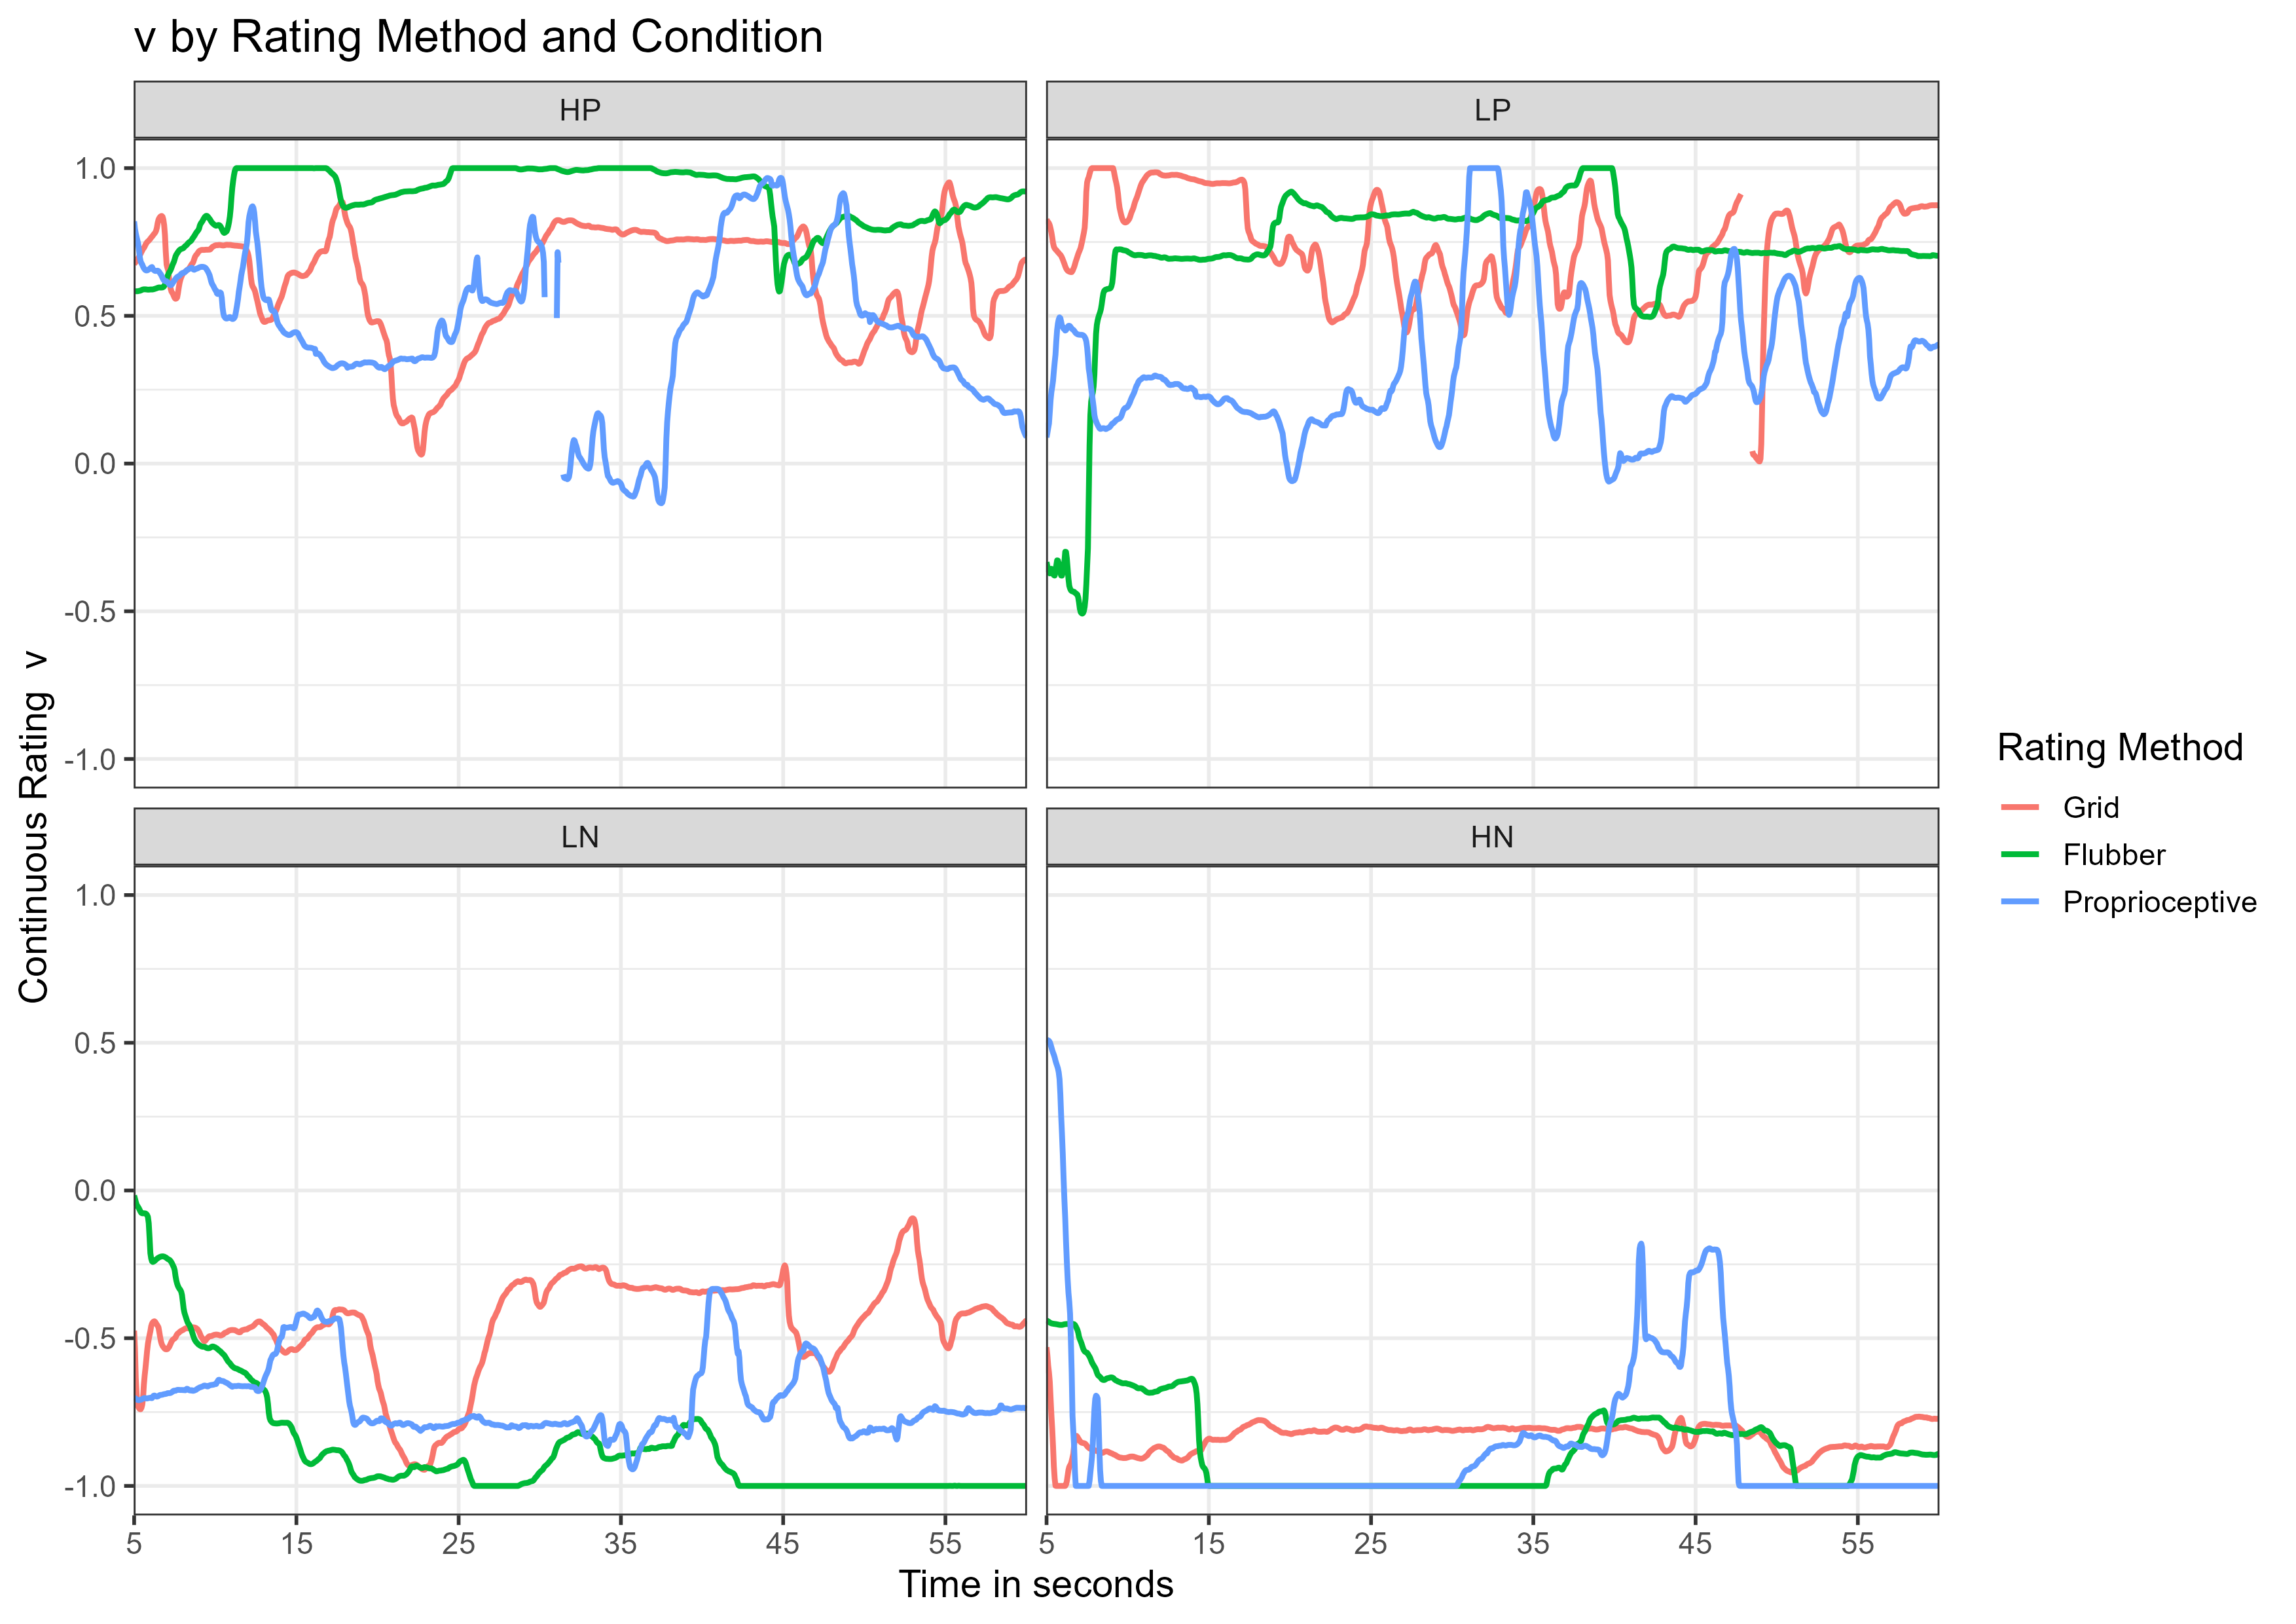 v by Rating Method and Condition
HP
LP
1.0
0.5
0.0
-0.5
-1.0
LN
HN
1.0
0.5
0.0
-0.5
-1.0
5 15 25 35 45 55
5 15 25 35 45 55
Time in seconds
Continuous Rating v
Rating Method
Grid
Flubber
Proprioceptive